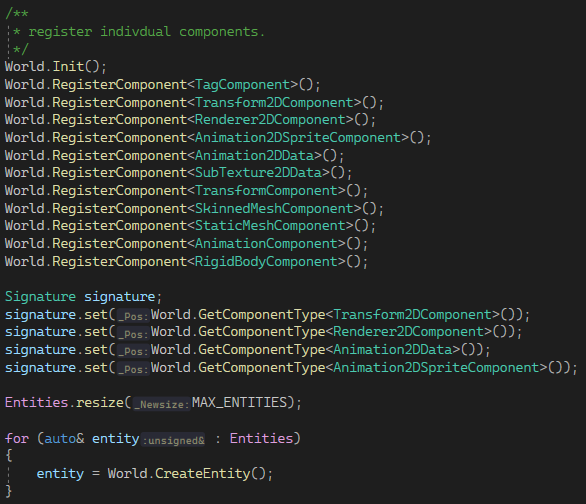 /**
* register indivdual components.
*/
World.Init();
World.RegisterComponent<TagComponent>();
World.RegisterComponent<Transform2DComponent>();
World.RegisterComponent<Renderer2DComponent>();
World.RegisterComponent<Animation2DSpriteComponent>();
World.RegisterComponent<Animation2DData>();
World.RegisterComponent<SubTexture2DData>();
World.RegisterComponent<TransformComponent>();
World.RegisterComponent<SkinnedMeshComponent>();
World.RegisterComponent<StaticMeshComponent>();
World.RegisterComponent<AnimationComponent>();
World.RegisterComponent<RigidBodyComponent>();
Signature signature;
signature.set(_Pos:World.GetComponentType<Transform2DComponent>());
signature.set(_Pos:World.GetComponentType<Renderer2DComponent>());
signature.set(_Pos:World.GetComponentType<Animation2DData>());
signature.set(_Pos:World.GetComponentType<Animation2DSpriteComponent>());
Entities.resize(_Newsize:MAX_ENTITIES);
for (auto& entity:unsigned& : Entities)
{
entity = World.CreateEntity();
}